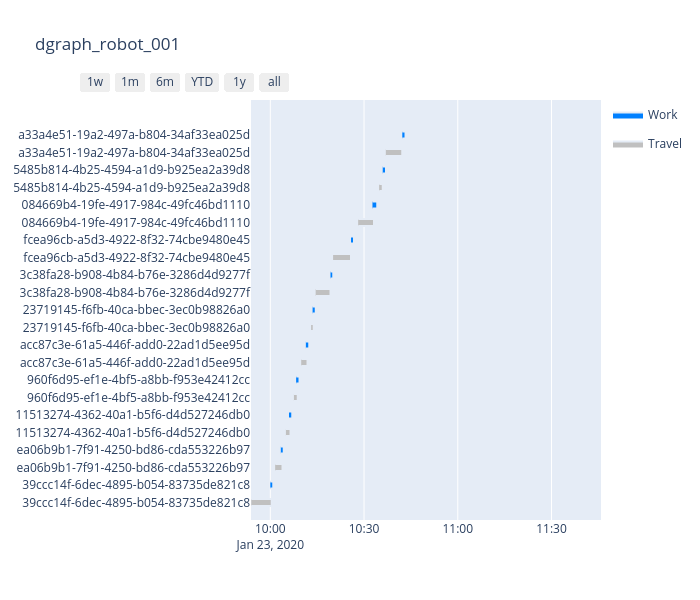 dgraph_robot_001
1w 1m 6m YTD 1y all
Work
Travel
a33a4e51-19a2-497a-b804-34af33ea025d
a33a4e51-19a2-497a-b804-34af33ea025d
5485b814-4b25-4594-a1d9-b925ea2a39d8
5485b814-4b25-4594-a1d9-b925ea2a39d8
084669b4-19fe-4917-984c-49fc46bd1110
084669b4-19fe-4917-984c-49fc46bd1110
fcea96cb-a5d3-4922-8f32-74cbe9480e45
fcea96cb-a5d3-4922-8f32-74cbe9480e45
3c38fa28-b908-4b84-b76e-3286d4d9277f
3c38fa28-b908-4b84-b76e-3286d4d9277f
23719145-f6fb-40ca-bbec-3ec0b98826a0
23719145-f6fb-40ca-bbec-3ec0b98826a0
acc87c3e-61a5-446f-add0-22ad1d5ee95d
acc87c3e-61a5-446f-add0-22ad1d5ee95d
960f6d95-ef1e-4bf5-a8bb-f953e42412cc
960f6d95-ef1e-4bf5-a8bb-f953e42412cc
11513274-4362-40a1-b5f6-d4d527246db0
11513274-4362-40a1-b5f6-d4d527246db0
ea06b9b1-7f91-4250-bd86-cda553226b97
ea06b9b1-7f91-4250-bd86-cda553226b97
39ccc14f-6dec-4895-b054-83735de821c8
39ccc14f-6dec-4895-b054-83735de821c8
10:00 10:30 11:00 11:30
Jan 23, 2020